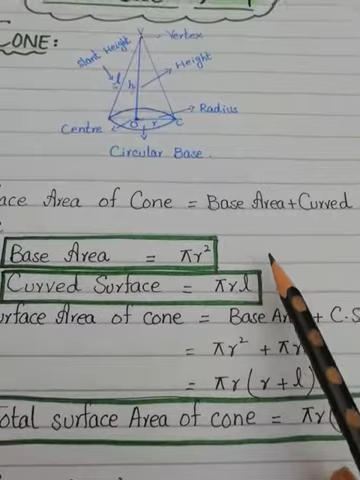 CONE:
Vertex
Slant Height
l
h
Height
Radius
Centre
O
r
C
Circular Base.
ace Area of Cone = Base Area + Curved
Base Area = πr²
Curved Surface = πrl
urface Area of cone = Base Ar + C.S
= πr² + πr
= πr(r+l)
otal surface Area of cone = πr(